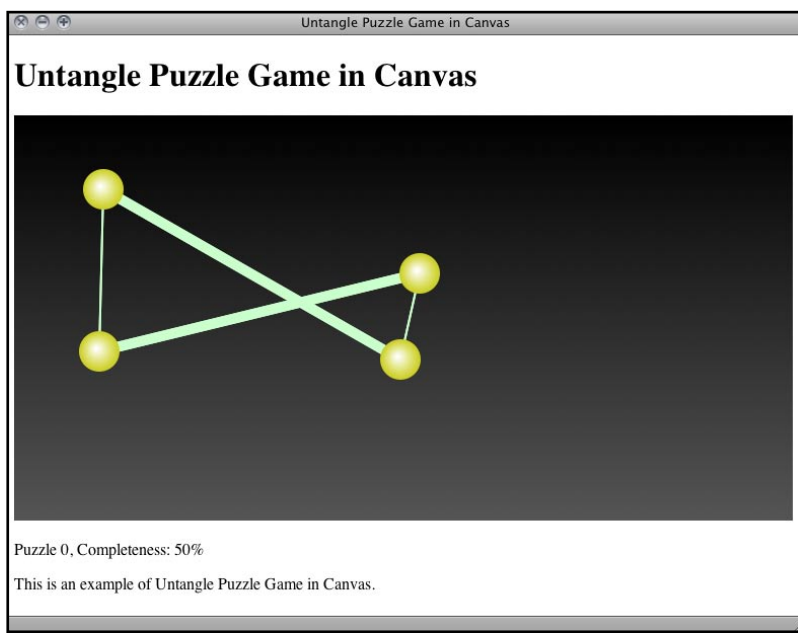 Untangle Puzzle Game in Canvas
Untangle Puzzle Game in Canvas
Puzzle 0, Completeness: 50%
This is an example of Untangle Puzzle Game in Canvas.